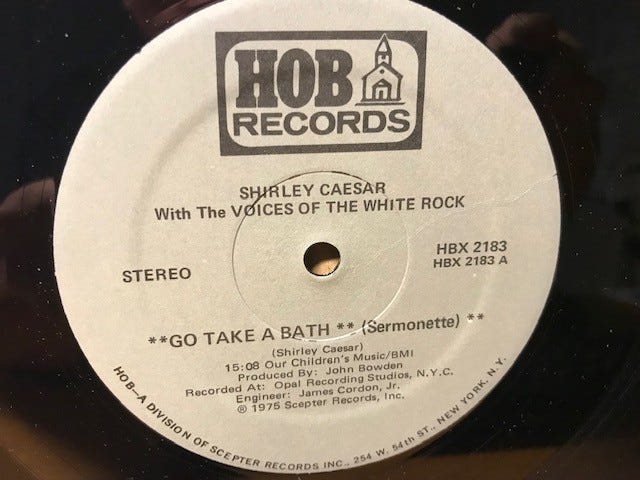 HOB
RECORDS
SHIRLEY CAESAR
With The VOICES OF THE WHITE ROCK
STEREO
HBX 2183
HBX 2183 A
**GO TAKE A BATH ** (Sermonette) **
(Shirley Caesar)
15:08 Our Children's Music/BMI
Produced By: John Bowden
Recorded At: Opal Recording Studios, N.Y.C.
Engineer: James Cordon, Jr.
℗ 1975 Scepter Records, Inc.
HOB—A DIVISION OF SCEPTER RECORDS INC., 254 W. 54th ST., NEW YORK, N.Y.